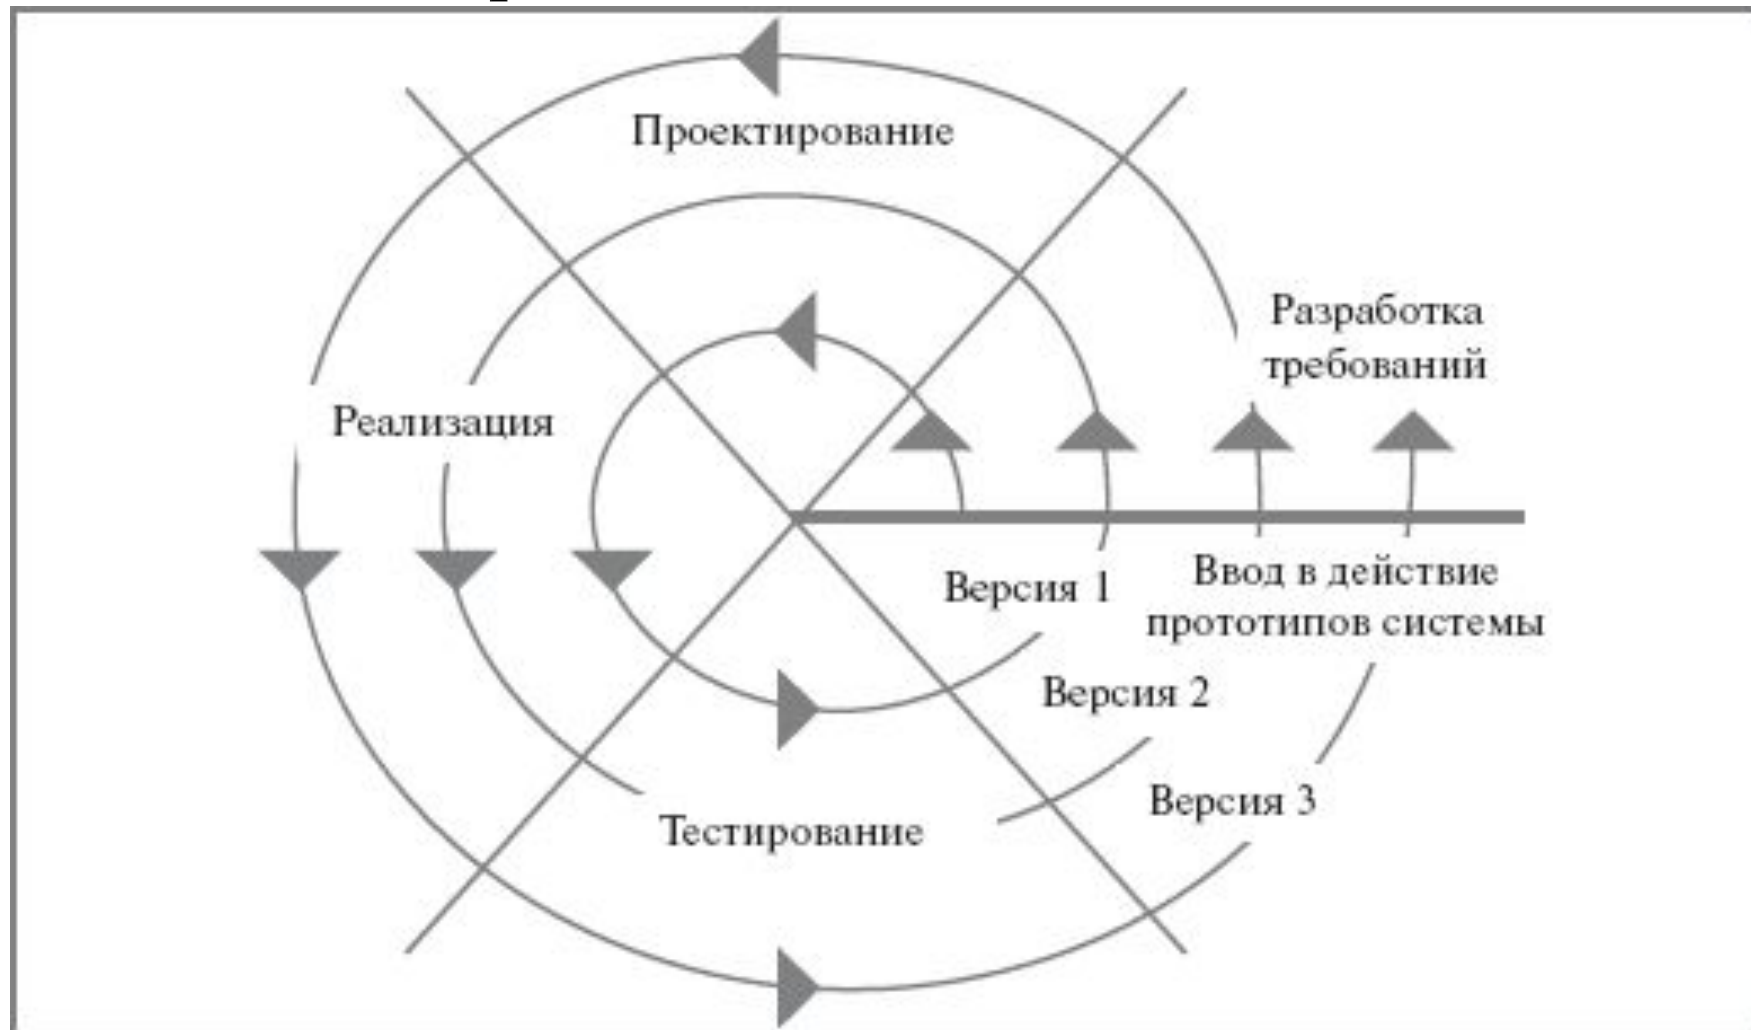 Проектирование
Разработка
требований
Реализация
Ввод в действие
прототипов системы
Версия 1
Версия 2
Версия 3
Тестирование